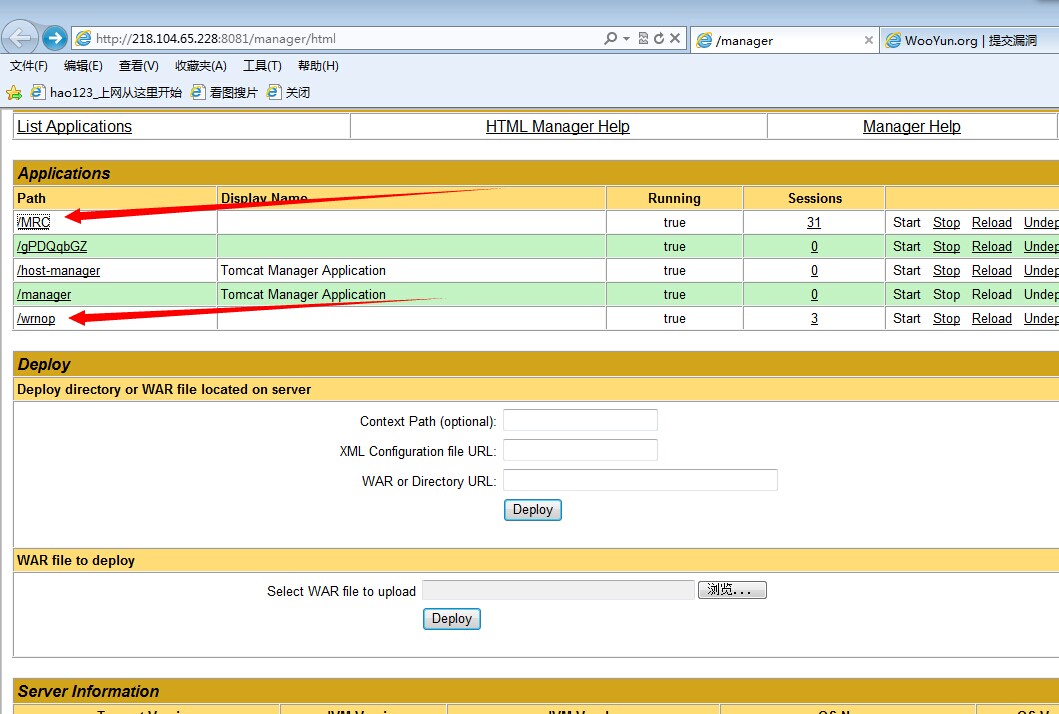 http://218.104.65.228:8081/manager/html
/manager
WooYun.org | 提交漏洞
文件(F) 编辑(E) 查看(V) 收藏夹(A) 工具(T) 帮助(H)
hao123_上网从这里开始 看图搜片 关闭
List Applications HTML Manager Help Manager Help
Applications
Path Display Name Running Sessions
/MRC true 31 Start Stop Reload Undep
/gPDQqbGZ true 0 Start Stop Reload Undep
/host-manager Tomcat Manager Application true 0 Start Stop Reload Undep
/manager Tomcat Manager Application true 0 Start Stop Reload Undep
/wrnop true 3 Start Stop Reload Undep
Deploy
Deploy directory or WAR file located on server
Context Path (optional):
XML Configuration file URL:
WAR or Directory URL:
Deploy
WAR file to deploy
Select WAR file to upload 浏览...
Deploy
Server Information